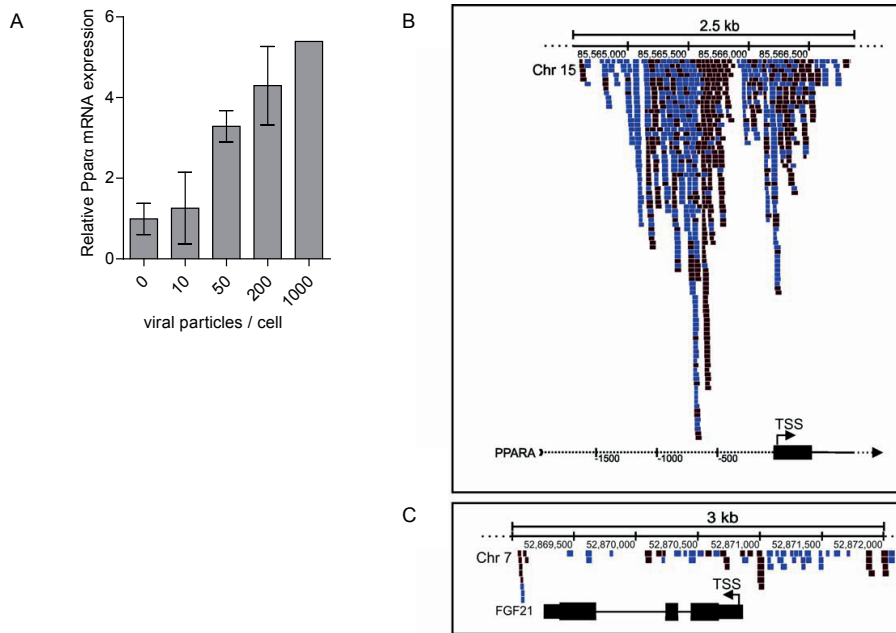 A
Relative Pparα mRNA expression
6
4
2
0
0
10
50
200
1000
viral particles / cell
B
2.5 kb
85,565,000
85,565,500
85,566,000
85,566,500
Chr 15
TSS
PPARA
-1500
-1000
-500
C
3 kb
52,869,500
52,870,000
52,870,500
52,871,000
52,871,500
52,872,000
Chr 7
TSS
FGF21